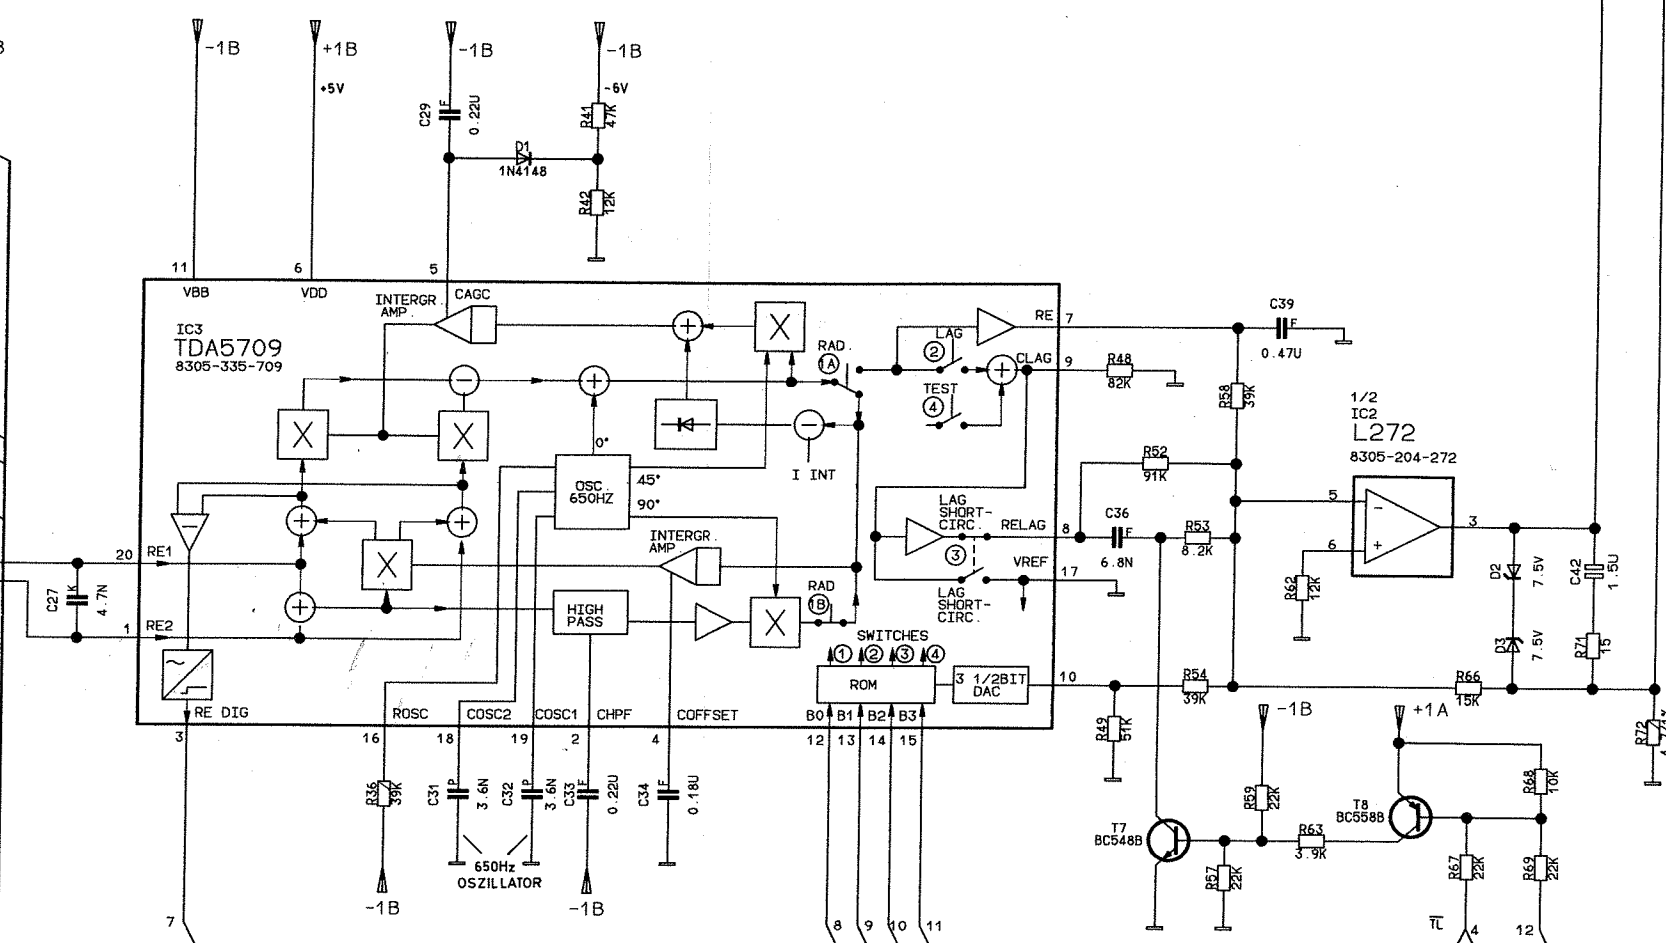 -1B
+1B
-1B
-1B
+5V
-6V
C29
F
0.22U
R41
47K
D1
1N4148
R42
12K
11
6
5
VBB
VDD
INTERGR.
AMP.
CAGC
IC3
TDA5709
8305-335-709
RE
7
C39
F
0.47U
RAD.
1A
LAG
2
CLAG
9
R48
82K
TEST
4
R58
39K
1/2
IC2
L272
8305-204-272
X
X
X
0°
I INT
R52
91K
OSC.
650HZ
45°
90°
LAG
SHORT-
CIRC.
RELAG
8
C36
F
6.8N
R53
8.2K
5
6
3
R62
12K
D2
7.5V
C42
1.5U
20
RE1
INTERGR.
AMP.
X
3
VREF
17
C27
K
4.7N
1
RE2
HIGH
PASS
X
RAD
1B
LAG
SHORT-
CIRC.
D3
7.5V
R71
15
SWITCHES
1
2
3
4
ROM
3 1/2BIT
DAC
10
R54
39K
R66
15K
R49
51K
-1B
+1A
R72
RE DIG
ROSC
COSC2
COSC1
CHPF
COFFSET
B0
B1
B2
B3
3
16
18
19
2
4
12
13
14
15
R36
39K
C31
P
3.6N
C32
P
3.6N
C33
F
0.22U
C34
F
0.18U
R59
22K
R68
10K
T8
BC558B
T7
BC548B
R63
3.9K
R57
22K
R67
22K
R69
22K
650Hz
OSZILLATOR
-1B
-1B
7
8
9
10
11
TL
4
12